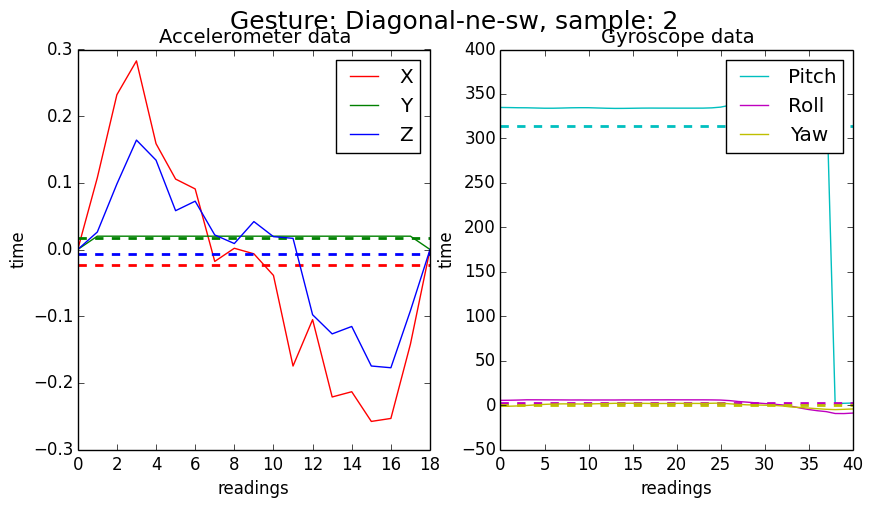 Gesture: Diagonal-ne-sw, sample: 2
Accelerometer data
0.3
0.2
0.1
0.0
−0.1
−0.2
−0.3
time
0 2 4 6 8 10 12 14 16 18
readings
X
Y
Z
Gyroscope data
400
350
300
250
200
150
100
50
0
−50
time
0 5 10 15 20 25 30 35 40
readings
Pitch
Roll
Yaw